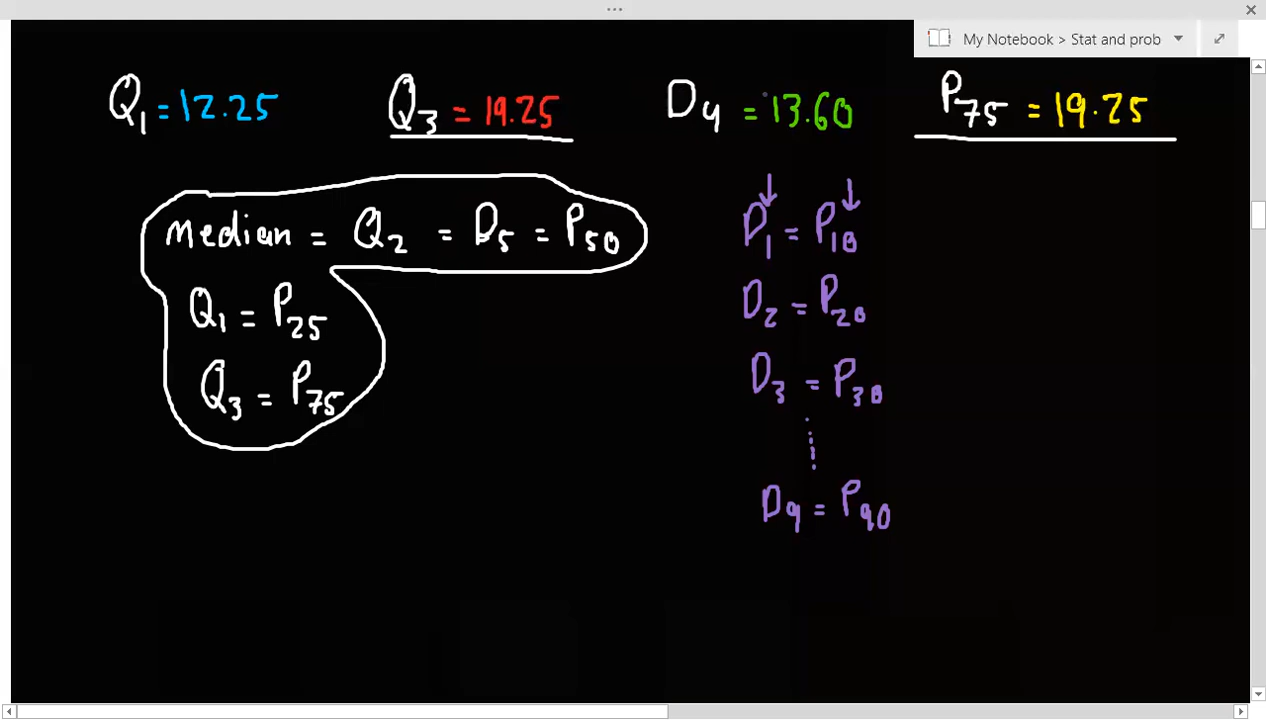 My Notebook > Stat and prob
Q₁ = 12.25 Q₃ = 19.25 D₄ = 13.60 P₇₅ = 19.25
median = Q₂ = D₅ = P₅₀
Q₁ = P₂₅
Q₃ = P₇₅
D₁ = P₁₀
D₂ = P₂₀
D₃ = P₃₀
D₉ = P₉₀